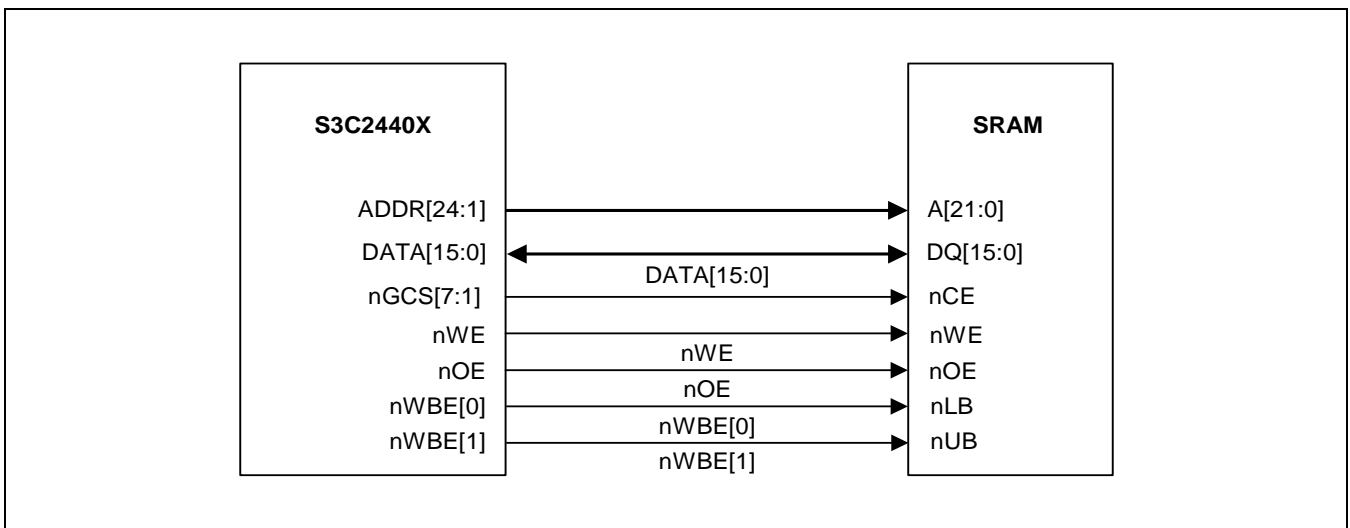 S3C2440X
SRAM
ADDR[24:1]
A[21:0]
DATA[15:0]
DQ[15:0]
DATA[15:0]
nGCS[7:1]
nCE
nWE
nWE
nWE
nOE
nOE
nOE
nWBE[0]
nLB
nWBE[0]
nWBE[1]
nUB
nWBE[1]